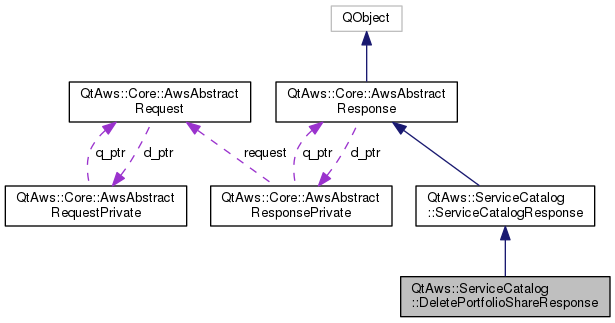 QObject
QtAws::Core::AwsAbstract
Request
QtAws::Core::AwsAbstract
Response
q_ptr
d_ptr
request
q_ptr
d_ptr
QtAws::Core::AwsAbstract
RequestPrivate
QtAws::Core::AwsAbstract
ResponsePrivate
QtAws::ServiceCatalog
::ServiceCatalogResponse
QtAws::ServiceCatalog
::DeletePortfolioShareResponse